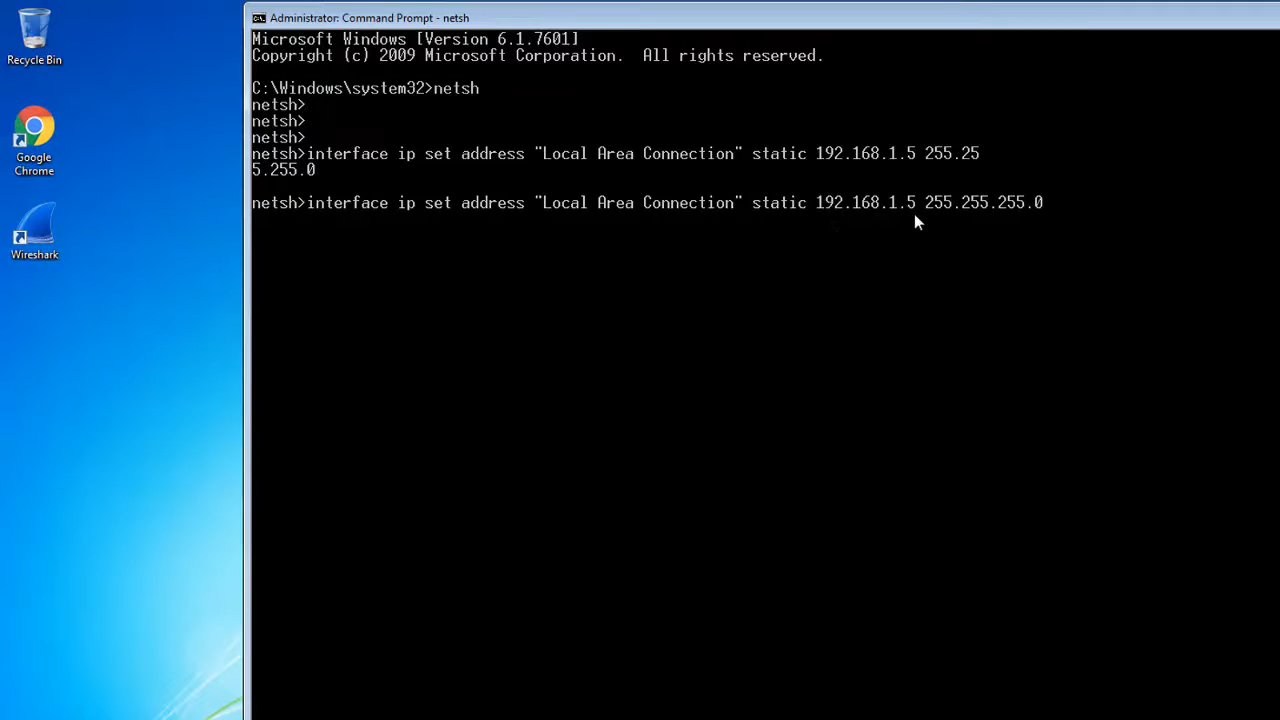 Recycle Bin
Google
Chrome
Wireshark
Administrator: Command Prompt - netsh
Microsoft Windows [Version 6.1.7601]
Copyright (c) 2009 Microsoft Corporation.  All rights reserved.
C:\Windows\system32>netsh
netsh>
netsh>
netsh>
netsh>interface ip set address "Local Area Connection" static 192.168.1.5 255.25
5.255.0
netsh>interface ip set address "Local Area Connection" static 192.168.1.5 255.255.255.0